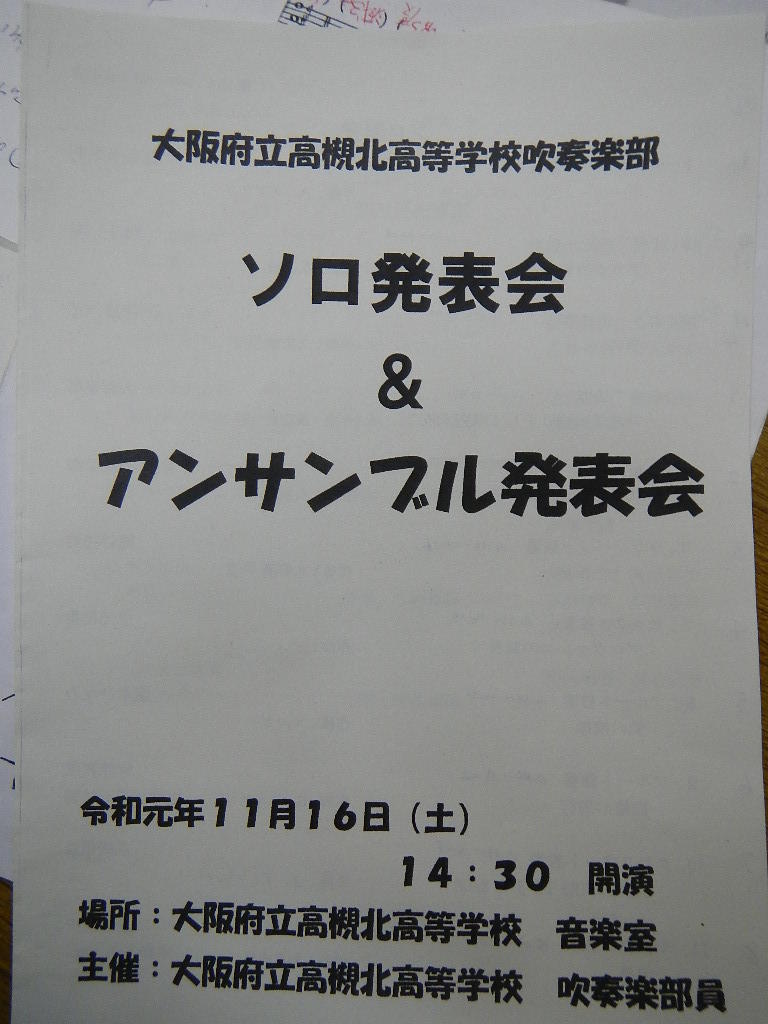 大阪府立高槻北高等学校吹奏楽部
ソロ発表会
&
アンサンブル発表会
令和元年11月16日（土）
14：30 開演
場所：大阪府立高槻北高等学校 音楽室
主催：大阪府立高槻北高等学校 吹奏楽部員